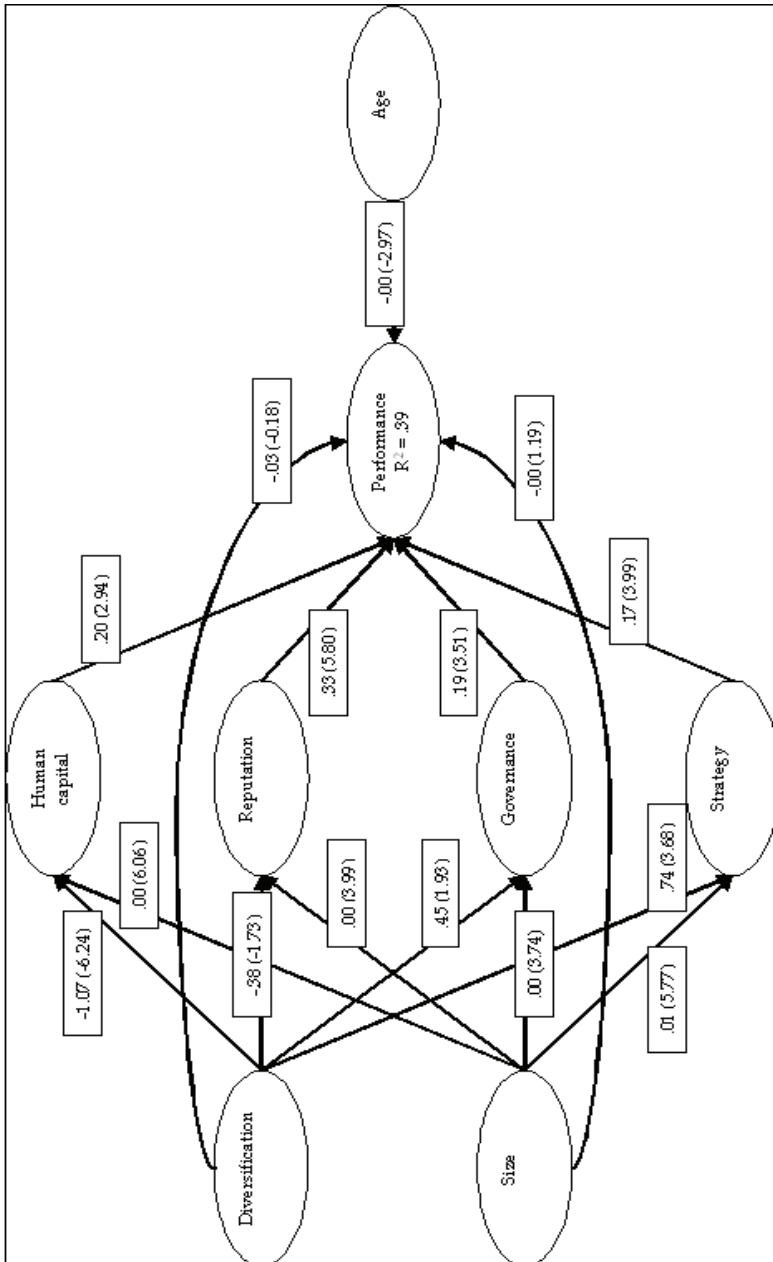 Human
capital
-1.07 (-6.24)
.20 (2.94)
.00 (6.06)
Diversification
-.38 (-1.73)
Reputation
-.03 (-0.18)
.33 (5.80)
.00 (3.99)
Performance
R² = .39
-.00 (-2.97)
Age
.45 (1.93)
.19 (3.51)
Size
.00 (3.74)
Governance
-.00 (1.19)
.74 (3.68)
.17 (3.99)
.01 (5.77)
Strategy